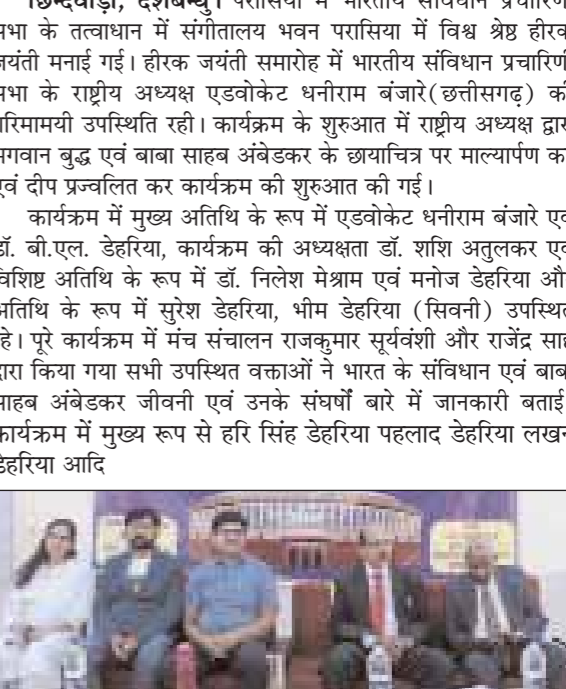 छिन्दवाड़ा, देशबन्धु। परासिया में भारतीय संविधान प्रचारिणी
सभा के तत्वाधान में संगीतालय भवन परासिया में विश्व श्रेष्ठ हीरक
जयंती मनाई गई। हीरक जयंती समारोह में भारतीय संविधान प्रचारिणी
सभा के राष्ट्रीय अध्यक्ष एडवोकेट धनीराम बंजारे(छत्तीसगढ़) की
गरिमामयी उपस्थिति रही। कार्यक्रम के शुरुआत में राष्ट्रीय अध्यक्ष द्वारा
भगवान बुद्ध एवं बाबा साहब अंबेडकर के छायाचित्र पर माल्यार्पण कर
एवं दीप प्रज्वलित कर कार्यक्रम की शुरुआत की गई।
कार्यक्रम में मुख्य अतिथि के रूप में एडवोकेट धनीराम बंजारे एवं
डॉ. बी.एल. डेहरिया, कार्यक्रम की अध्यक्षता डॉ. शशि अतुलकर एवं
विशिष्ट अतिथि के रूप में डॉ. निलेश मेश्राम एवं मनोज डेहरिया और
अतिथि के रूप में सुरेश डेहरिया, भीम डेहरिया (सिवनी) उपस्थित
रहे। पूरे कार्यक्रम में मंच संचालन राजकुमार सूर्यवंशी और राजेंद्र साहू
द्वारा किया गया सभी उपस्थित वक्ताओं ने भारत के संविधान एवं बाबा
साहब अंबेडकर जीवनी एवं उनके संघर्षों बारे में जानकारी बताई
कार्यक्रम में मुख्य रूप से हरि सिंह डेहरिया पहलाद डेहरिया लखन
डेहरिया आदि